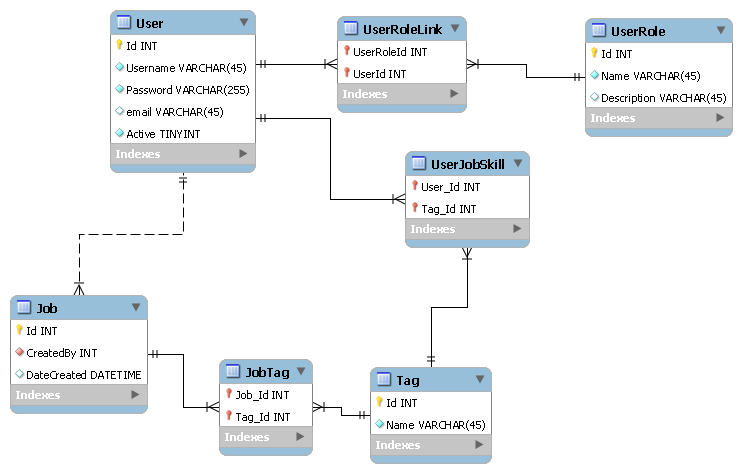 User
Id INT
Username VARCHAR(45)
Password VARCHAR(255)
email VARCHAR(45)
Active TINYINT
Indexes
UserRoleLink
UserRoleId INT
UserId INT
Indexes
UserRole
Id INT
Name VARCHAR(45)
Description VARCHAR(45)
Indexes
UserJobSkill
User_Id INT
Tag_Id INT
Indexes
Job
Id INT
CreatedBy INT
DateCreated DATETIME
Indexes
JobTag
Job_Id INT
Tag_Id INT
Indexes
Tag
Id INT
Name VARCHAR(45)
Indexes